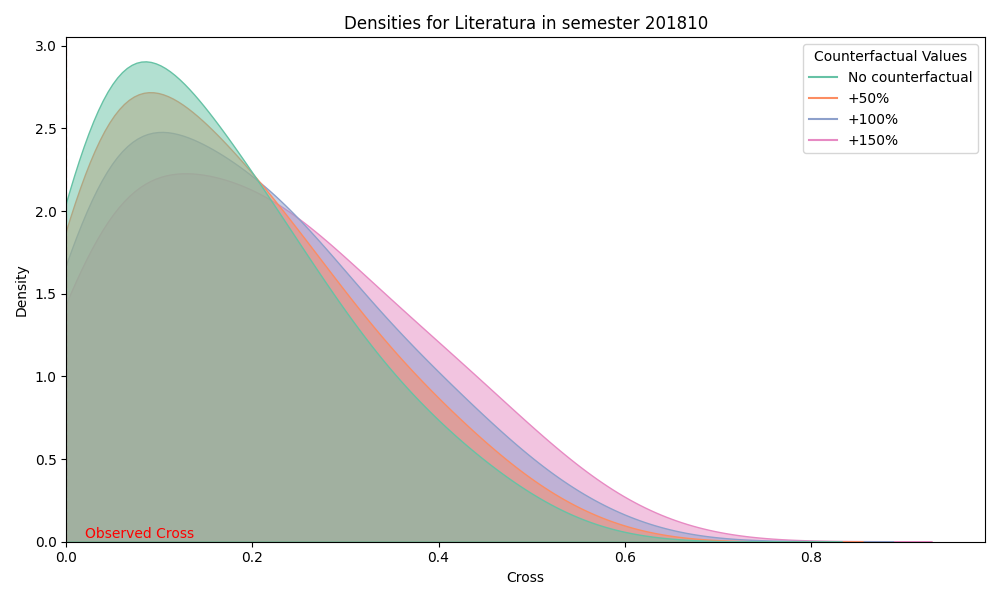 Densities for Literatura in semester 201810
Counterfactual Values
No counterfactual
+50%
+100%
+150%
3.0
2.5
2.0
1.5
1.0
0.5
0.0
Density
Observed Cross
0.0 0.2 0.4 0.6 0.8
Cross